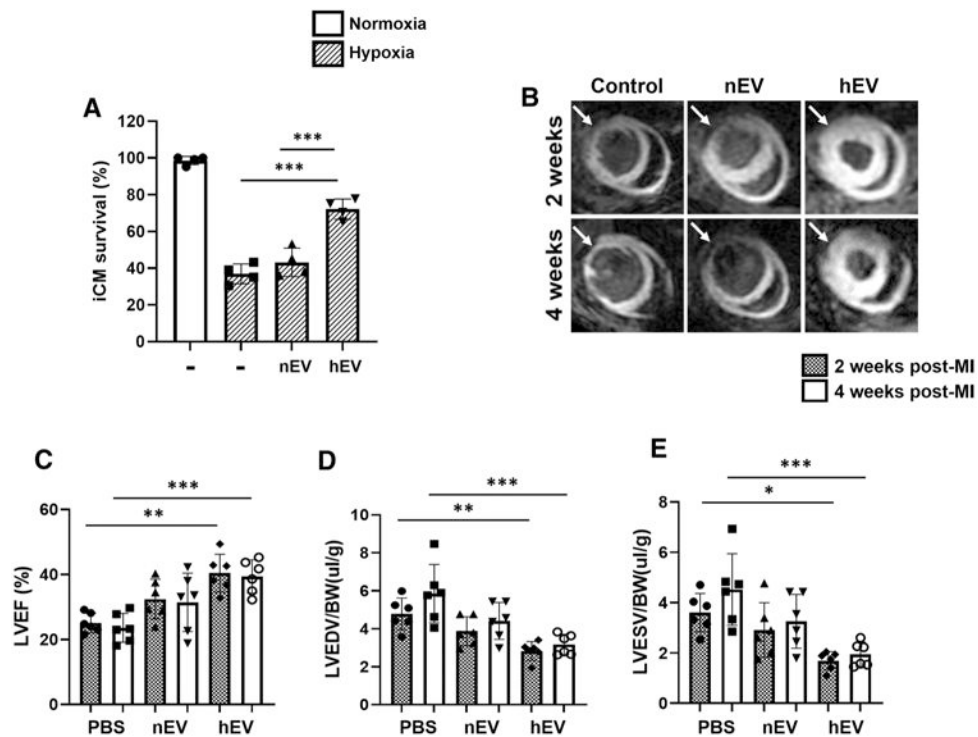 Normoxia
Hypoxia
A
iCM survival (%)
120
100
80
60
40
20
0
***
***
-
-
nEV
hEV
B
Control
nEV
hEV
2 weeks
4 weeks
2 weeks post-MI
4 weeks post-MI
C
LVEF (%)
60
40
20
0
***
**
PBS
nEV
hEV
D
LVEDV/BW(ul/g)
10
8
6
4
2
0
***
**
PBS
nEV
hEV
E
LVESV/BW(ul/g)
8
6
4
2
0
***
*
PBS
nEV
hEV